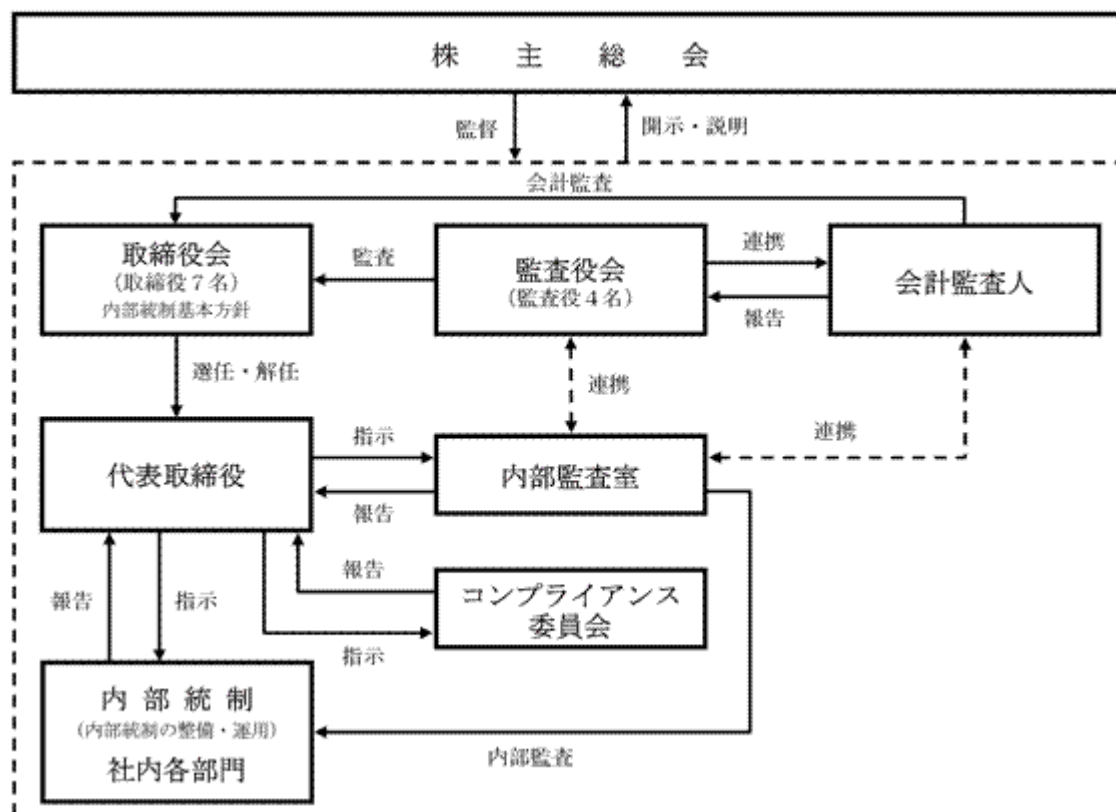 株主総会
監督
開示・説明
会計監査
取締役会
(取締役7名)
内部統制基本方針
監査
監査役会
(監査役4名)
連携
報告
会計監査人
選任・解任
連携
連携
代表取締役
指示
報告
内部監査室
報告
指示
報告
指示
コンプライアンス
委員会
内部統制
(内部統制の整備・運用)
社内各部門
内部監査